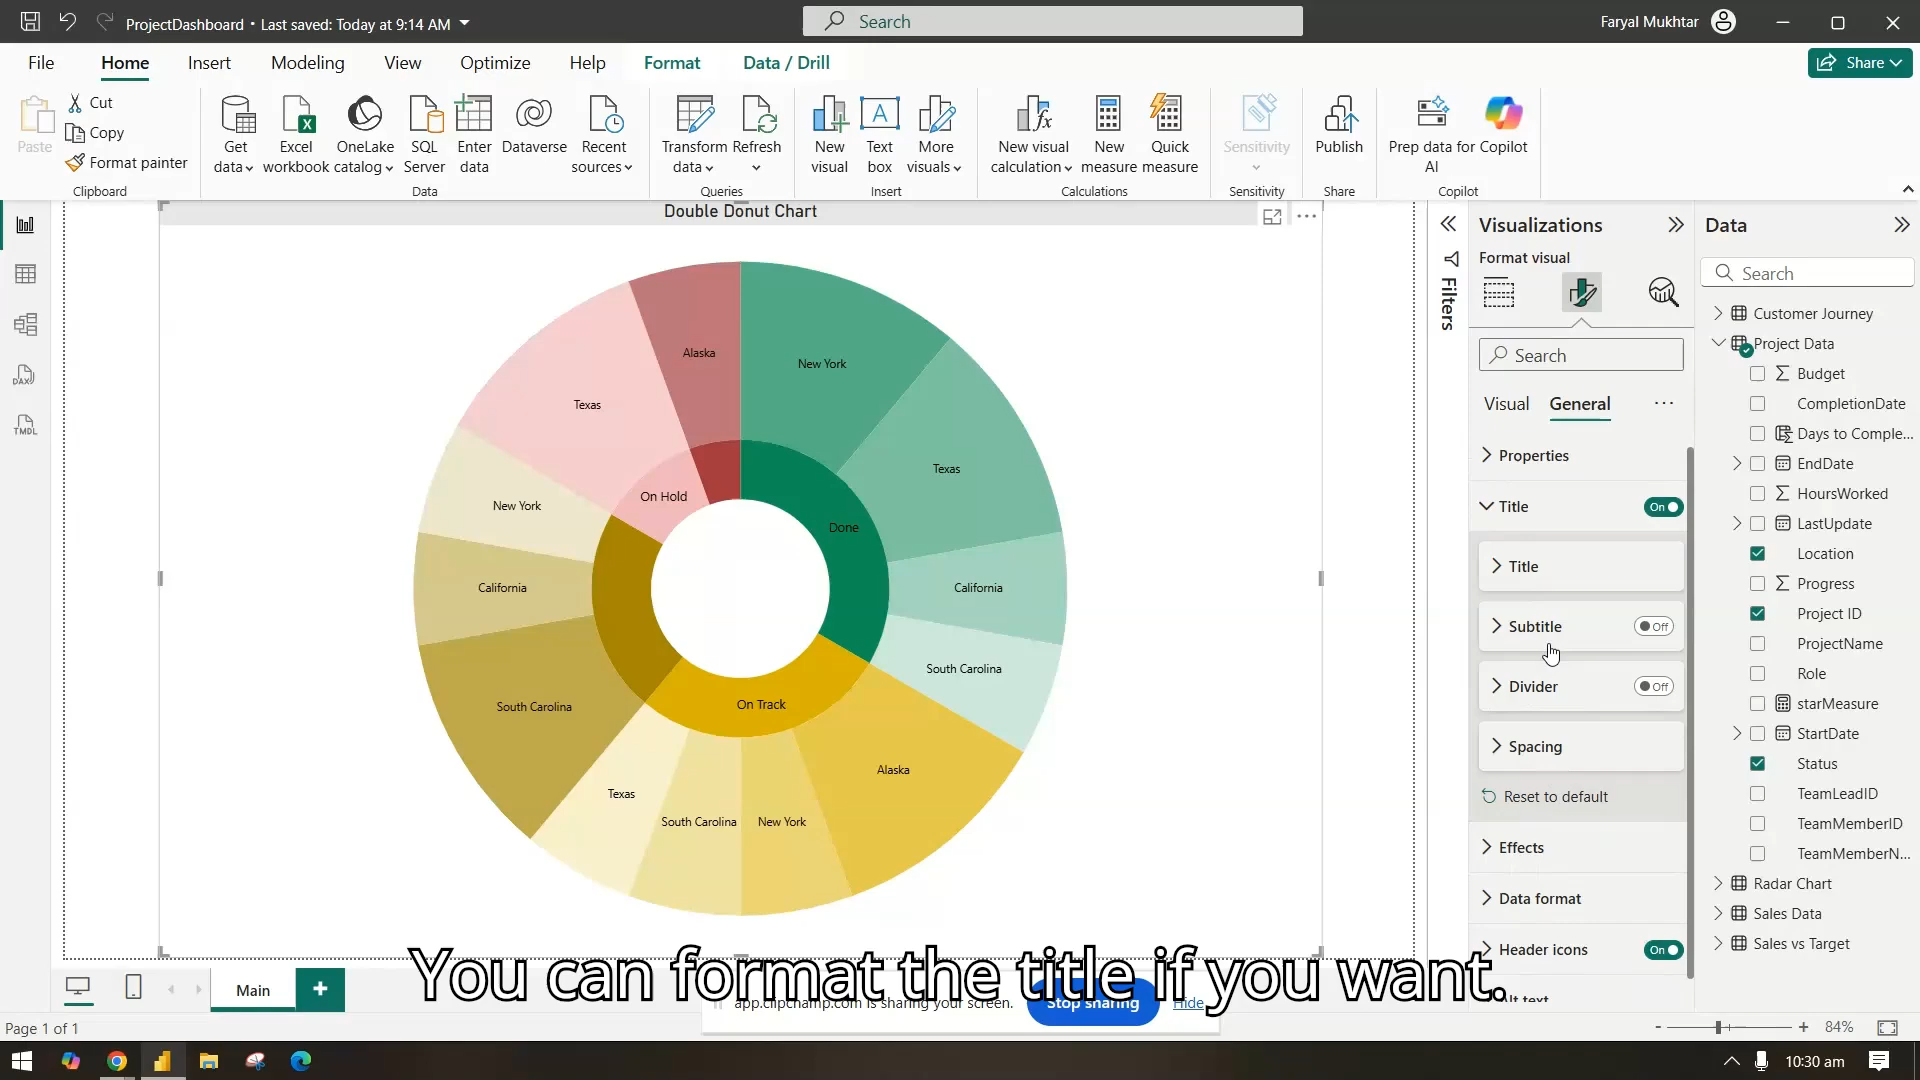 ProjectDashboard • Last saved: Today at 9:14 AM
Search
Faryal Mukhtar
File Home Insert Modeling View Optimize Help Format Data / Drill
Share
Paste
Cut
Copy
Format painter
Clipboard
Get data
Excel workbook
OneLake catalog
SQL Server
Enter data
Dataverse
Recent sources
Data
Transform data
Refresh
Queries
New visual
Text box
More visuals
Insert
New visual calculation
New measure
Quick measure
Calculations
Sensitivity
Sensitivity
Publish
Share
Prep data for AI
Copilot
Copilot
DAX
TMDL
Double Donut Chart
Alaska
New York
Texas
Texas
On Hold
New York
Done
California
California
South Carolina
South Carolina
On Track
Alaska
Texas
South Carolina
New York
Filters
Visualizations
Format visual
Search
Visual General
Properties
Title On
Title
Subtitle Off
Divider Off
Spacing
Reset to default
Effects
Data format
Header icons On
Alt text
Data
Search
Customer Journey
Project Data
Budget
CompletionDate
Days to Comple...
EndDate
HoursWorked
LastUpdate
Location
Progress
Project ID
ProjectName
Role
starMeasure
StartDate
Status
TeamLeadID
TeamMemberID
TeamMemberN...
Radar Chart
Sales Data
Sales vs Target
You can format the title if you want.
app.clipchamp.com is sharing your screen. Stop sharing Hide
Main
Page 1 of 1
84%
10:30 am